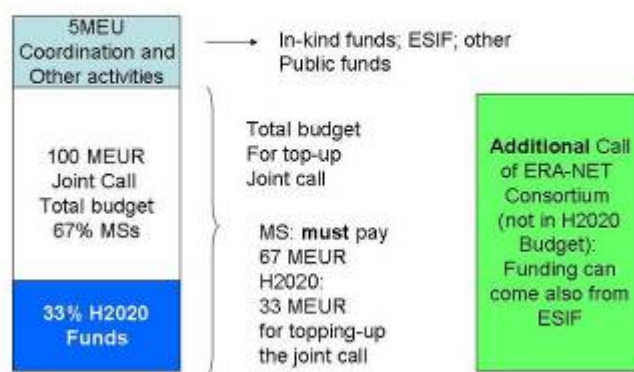 5MEU
Coordination and
Other activities
In-kind funds; ESIF; other
Public funds
100 MEUR
Joint Call
Total budget
67% MSs
33% H2020
Funds
Total budget
For top-up
Joint call
MS: must pay
67 MEUR
H2020:
33 MEUR
for topping-up
the joint call
Additional Call
of ERA-NET
Consortium
(not in H2020
Budget):
Funding can
come also from
ESIF